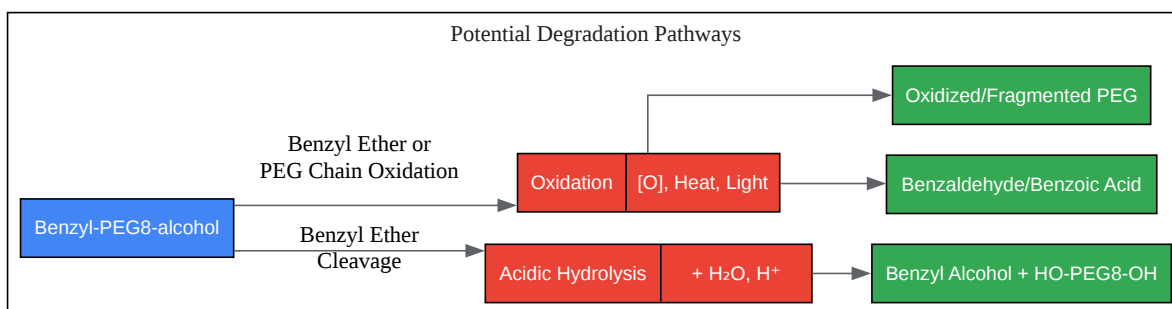 Potential Degradation Pathways
Oxidized/Fragmented PEG
Benzyl Ether or
PEG Chain Oxidation
Oxidation
[O], Heat, Light
Benzaldehyde/Benzoic Acid
Benzyl-PEG8-alcohol
Benzyl Ether
Cleavage
Acidic Hydrolysis
+ H₂O, H⁺
Benzyl Alcohol + HO-PEG8-OH